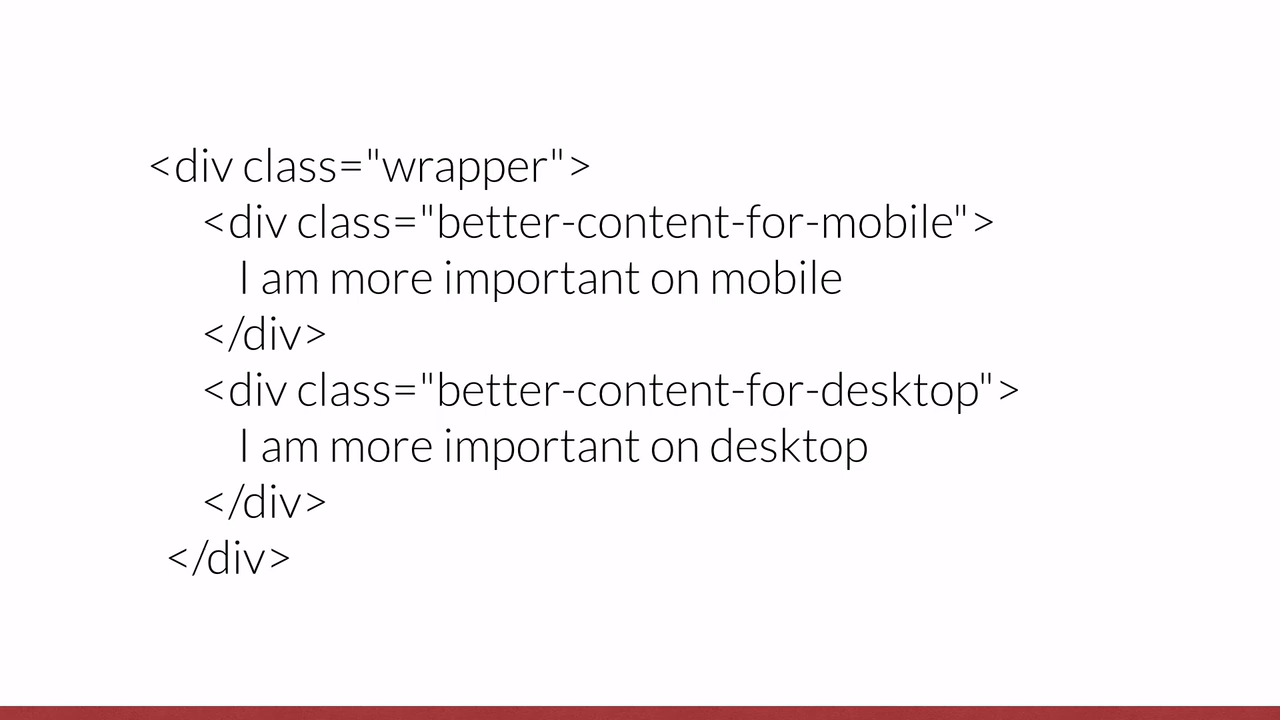 <div class="wrapper">
<div class="better-content-for-mobile">
I am more important on mobile
</div>
<div class="better-content-for-desktop">
I am more important on desktop
</div>
</div>